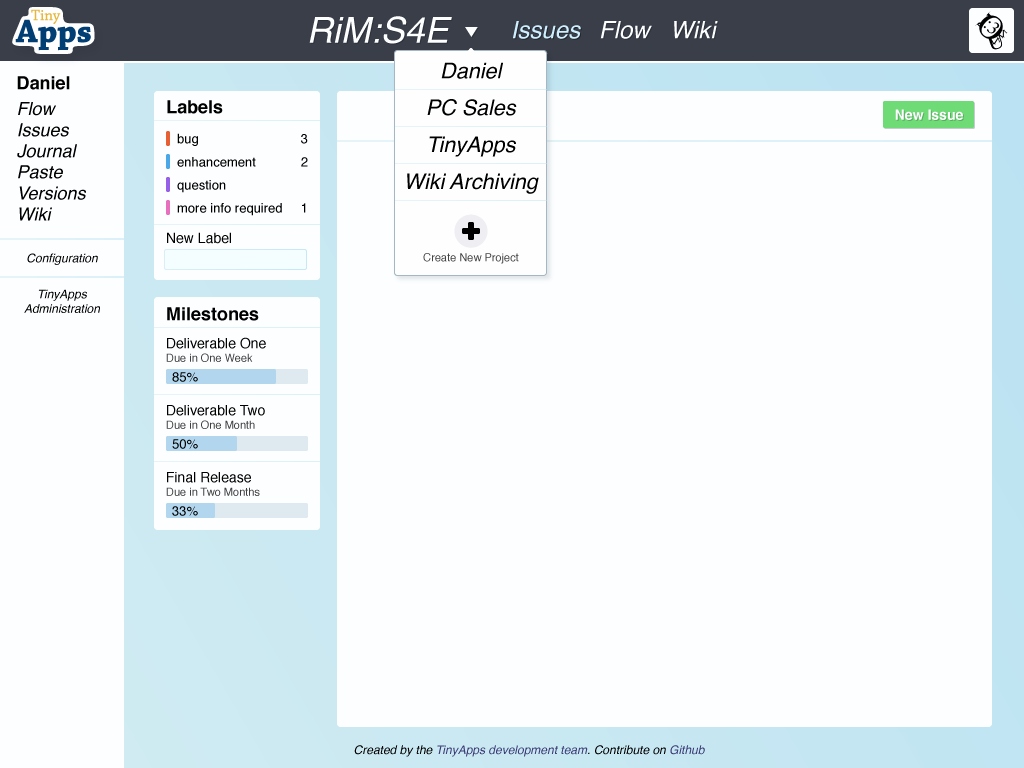 Tiny
Apps
RiM:S4E
Issues
Flow
Wiki
Daniel
PC Sales
TinyApps
Wiki Archiving
Create New Project
Daniel
Flow
Issues
Journal
Paste
Versions
Wiki
Configuration
TinyApps
Administration
Labels
bug 3
enhancement 2
question
more info required 1
New Label
Milestones
Deliverable One
Due in One Week
85%
Deliverable Two
Due in One Month
50%
Final Release
Due in Two Months
33%
New Issue
Created by the TinyApps development team. Contribute on Github